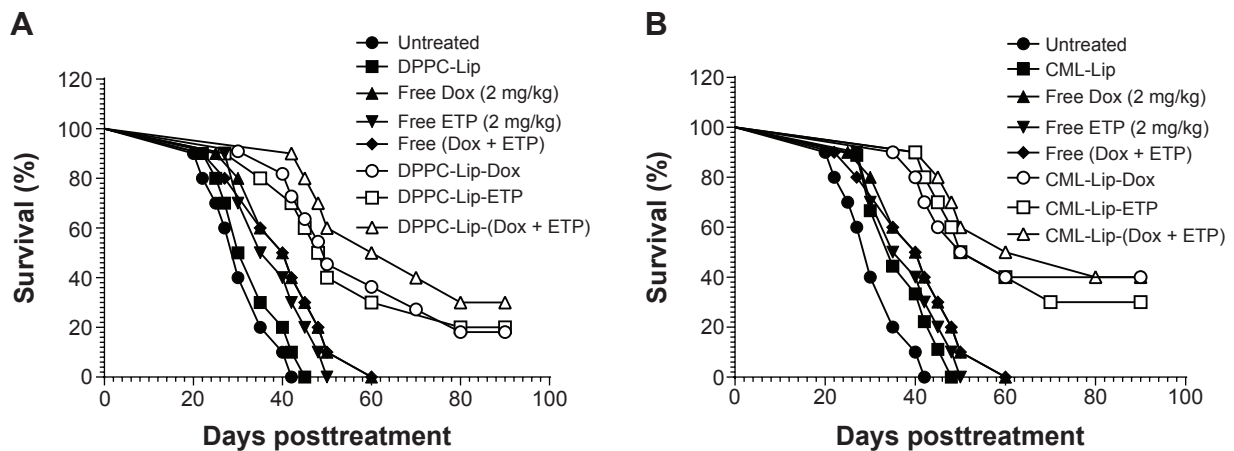 A
Untreated
DPPC-Lip
Free Dox (2 mg/kg)
Free ETP (2 mg/kg)
Free (Dox + ETP)
DPPC-Lip-Dox
DPPC-Lip-ETP
DPPC-Lip-(Dox + ETP)
Survival (%)
120
100
80
60
40
20
0
0
20
40
60
80
100
Days posttreatment
B
Untreated
CML-Lip
Free Dox (2 mg/kg)
Free ETP (2 mg/kg)
Free (Dox + ETP)
CML-Lip-Dox
CML-Lip-ETP
CML-Lip-(Dox + ETP)
Survival (%)
120
100
80
60
40
20
0
0
20
40
60
80
100
Days posttreatment